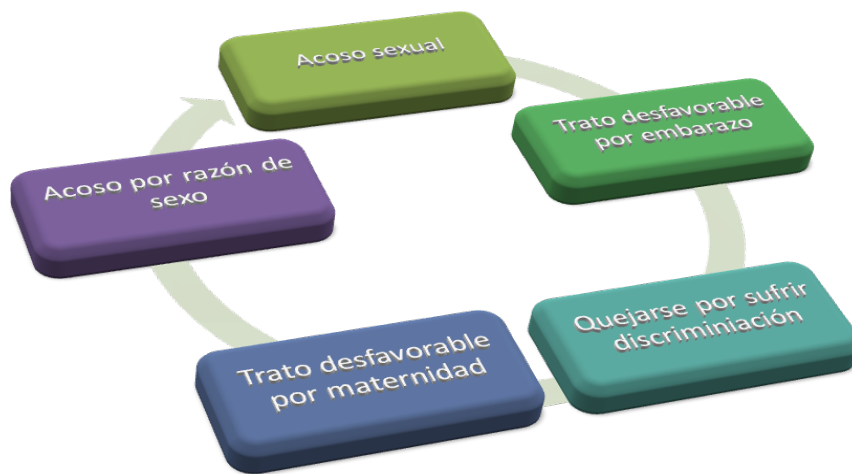 Acoso sexual
Trato desfavorable
por embarazo
Quejarse por sufrir
discriminiación
Trato desfavorable
por maternidad
Acoso por razón de
sexo